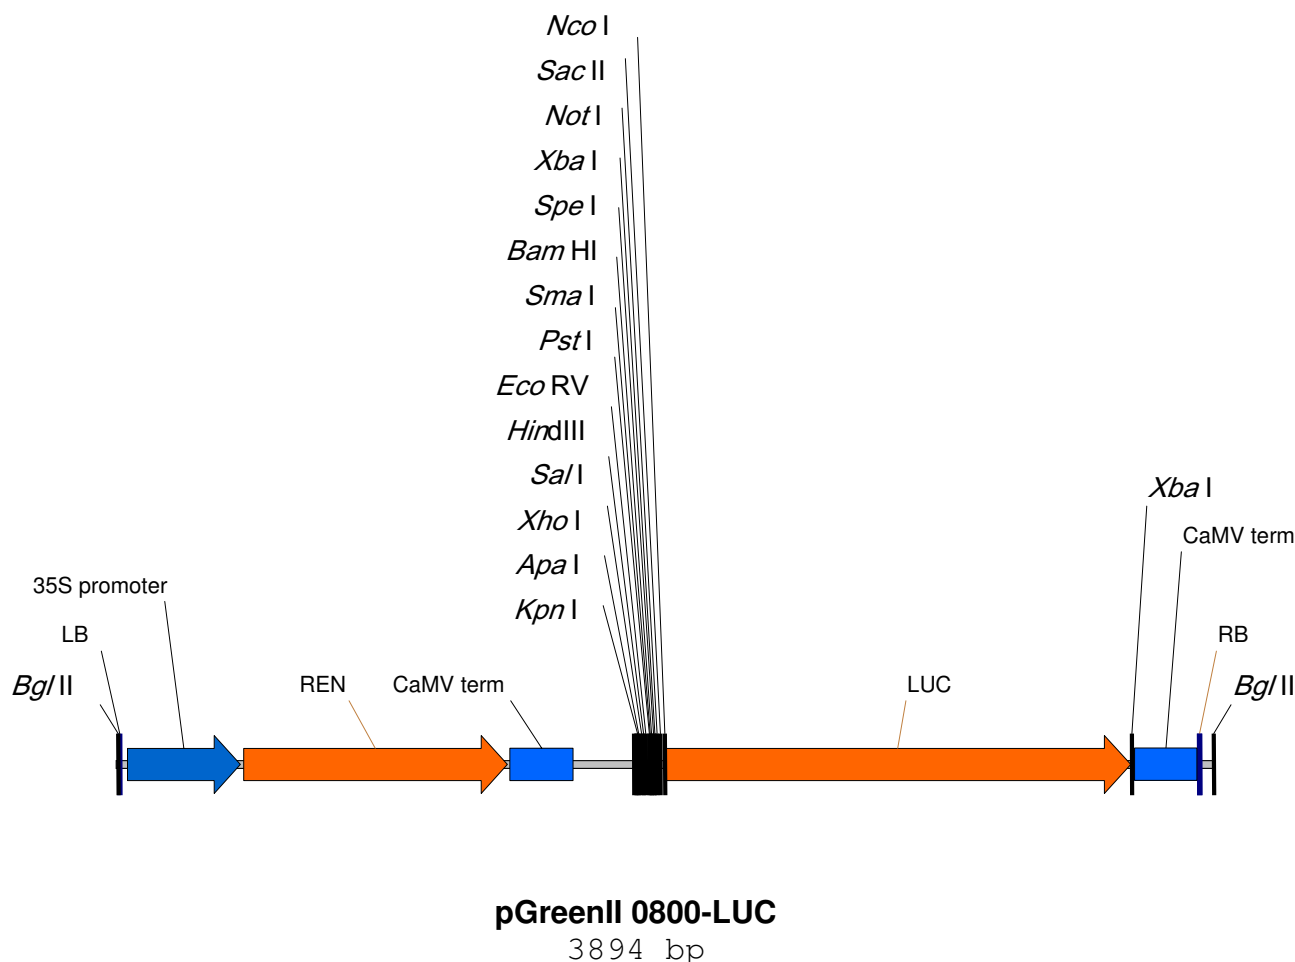 Nco I
Sac II
Not I
Xba I
Spe I
Bam HI
Sma I
Pst I
Eco RV
HindIII
Sal I
Xba I
Xho I
CaMV term
Apa I
35S promoter
Kpn I
LB
RB
Bgl II
REN
CaMV term
LUC
Bgl II
pGreenII 0800-LUC
3894 bp